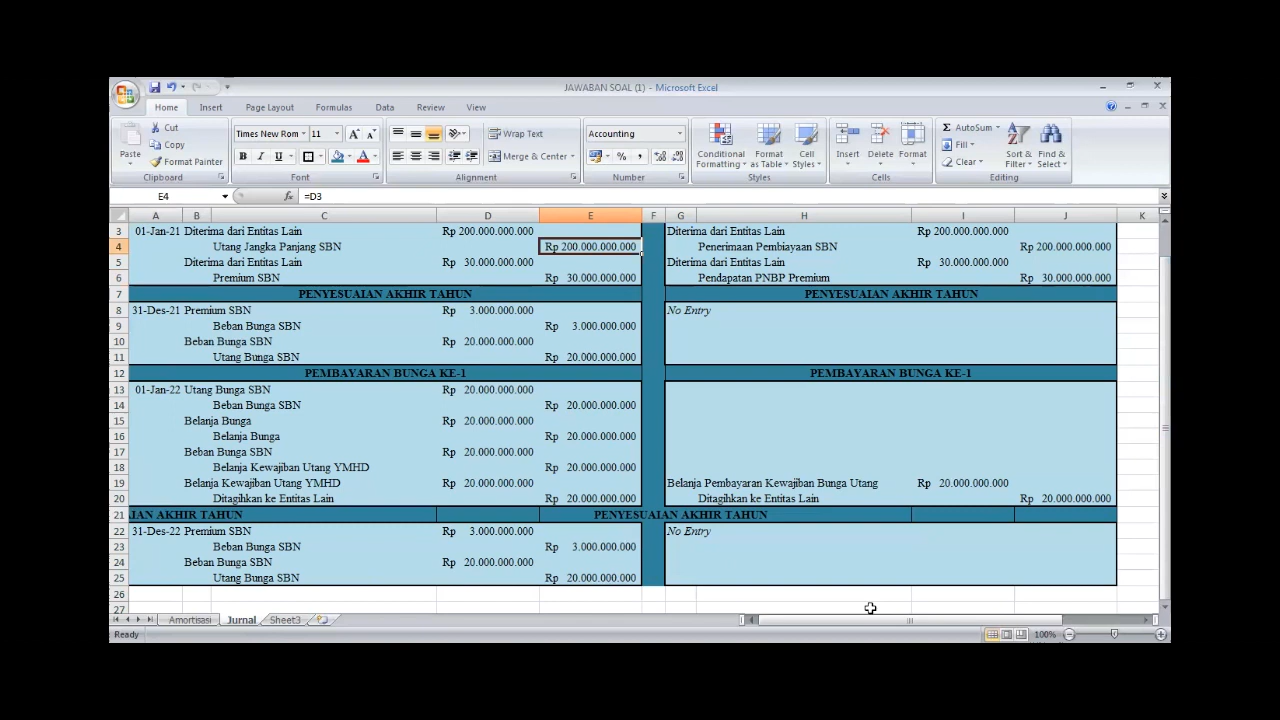 JAWABAN SOAL (1) - Microsoft Excel
Home Insert Page Layout Formulas Data Review View
Cut
Copy
Format Painter
Paste
Clipboard
Times New Rom 11
B I U
Font
Wrap Text
Merge & Center
Alignment
Accounting
% ,
Number
Conditional Formatting
Format as Table
Cell Styles
Styles
Insert Delete Format
Cells
AutoSum
Fill
Clear
Sort & Filter
Find & Select
Editing
E4 fx =D3
A B C D E F G H I J K
3 01-Jan-21 Diterima dari Entitas Lain Rp 200.000.000.000 Diterima dari Entitas Lain Rp 200.000.000.000
4 Utang Jangka Panjang SBN Rp 200.000.000.000 Penerimaan Pembiayaan SBN Rp 200.000.000.000
5 Diterima dari Entitas Lain Rp 30.000.000.000 Diterima dari Entitas Lain Rp 30.000.000.000
6 Premium SBN Rp 30.000.000.000 Pendapatan PNBP Premium Rp 30.000.000.000
7 PENYESUAIAN AKHIR TAHUN PENYESUAIAN AKHIR TAHUN
8 31-Des-21 Premium SBN Rp 3.000.000.000 No Entry
9 Beban Bunga SBN Rp 3.000.000.000
10 Beban Bunga SBN Rp 20.000.000.000
11 Utang Bunga SBN Rp 20.000.000.000
12 PEMBAYARAN BUNGA KE-1 PEMBAYARAN BUNGA KE-1
13 01-Jan-22 Utang Bunga SBN Rp 20.000.000.000
14 Beban Bunga SBN Rp 20.000.000.000
15 Belanja Bunga Rp 20.000.000.000
16 Belanja Bunga Rp 20.000.000.000
17 Beban Bunga SBN Rp 20.000.000.000
18 Belanja Kewajiban Utang YMHD Rp 20.000.000.000
19 Belanja Kewajiban Utang YMHD Rp 20.000.000.000 Belanja Pembayaran Kewajiban Bunga Utang Rp 20.000.000.000
20 Ditagihkan ke Entitas Lain Rp 20.000.000.000 Ditagihkan ke Entitas Lain Rp 20.000.000.000
21 IAN AKHIR TAHUN PENYESUAIAN AKHIR TAHUN
22 31-Des-22 Premium SBN Rp 3.000.000.000 No Entry
23 Beban Bunga SBN Rp 3.000.000.000
24 Beban Bunga SBN Rp 20.000.000.000
25 Utang Bunga SBN Rp 20.000.000.000
26
27
Amortisasi Jurnal Sheet3
Ready 100%